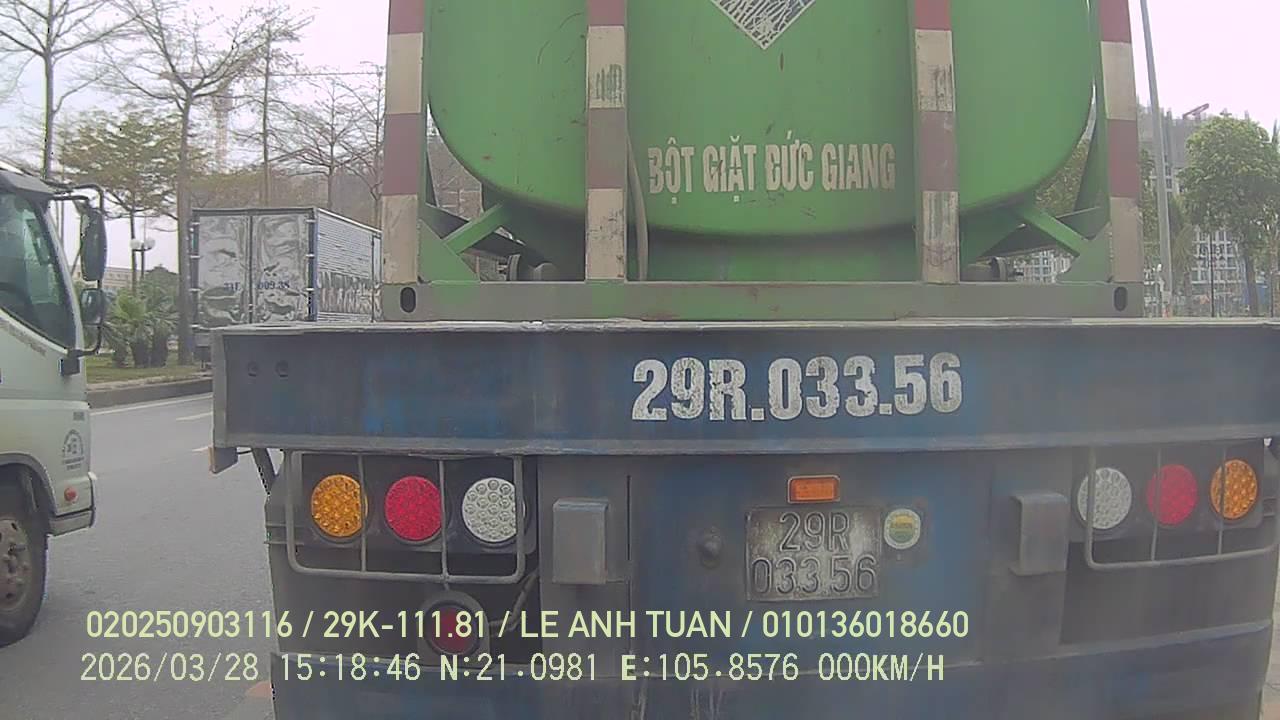 BỘT GIẶT ĐỨC GIANG
29R.033.56
29R
033.56
020250903116 / 29K-111.81 / LE ANH TUAN / 010136018660
2026/03/28 15:18:46 N:21.0981 E:105.8576 000KM/H